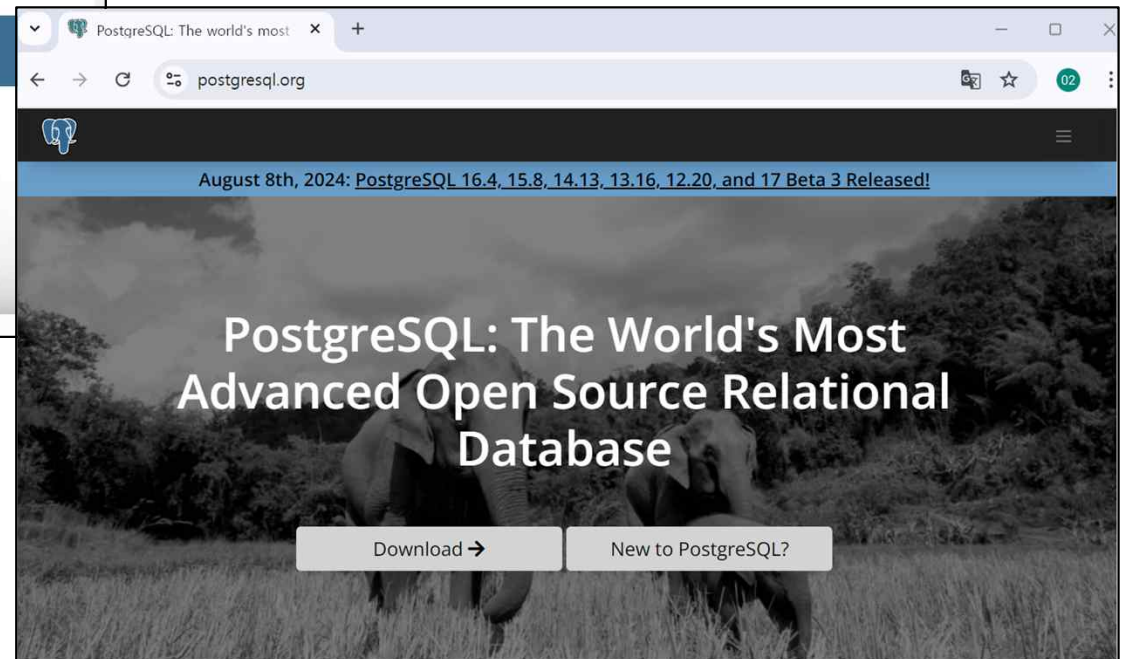 PostgreSQL: The world's most
postgresql.org
02
August 8th, 2024: PostgreSQL 16.4, 15.8, 14.13, 13.16, 12.20, and 17 Beta 3 Released!
PostgreSQL: The World's Most
Advanced Open Source Relational
Database
Download →
New to PostgreSQL?